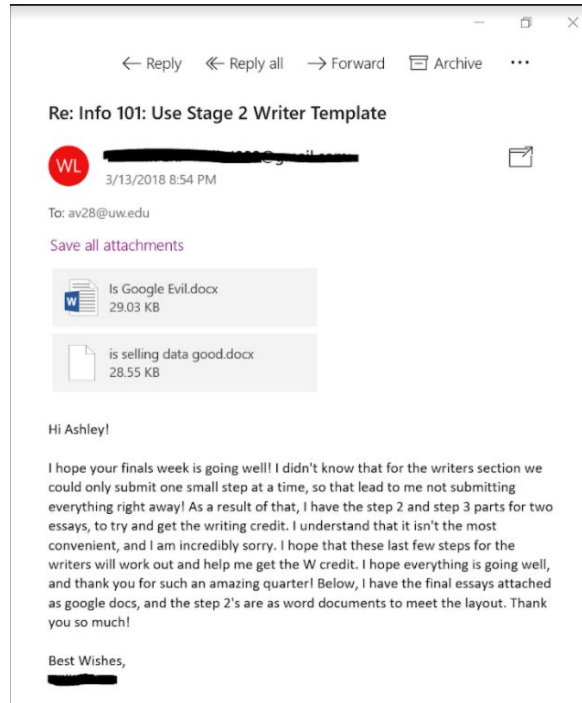 Reply Reply all Forward Archive
Re: Info 101: Use Stage 2 Writer Template
WL
3/13/2018 8:54 PM
To: av28@uw.edu
Save all attachments
Is Google Evil.docx
29.03 KB
is selling data good.docx
28.55 KB
Hi Ashley!
I hope your finals week is going well! I didn't know that for the writers section we
could only submit one small step at a time, so that lead to me not submitting
everything right away! As a result of that, I have the step 2 and step 3 parts for two
essays, to try and get the writing credit. I understand that it isn't the most
convenient, and I am incredibly sorry. I hope that these last few steps for the
writers will work out and help me get the W credit. I hope everything is going well,
and thank you for such an amazing quarter! Below, I have the final essays attached
as google docs, and the step 2's are as word documents to meet the layout. Thank
you so much!
Best Wishes,